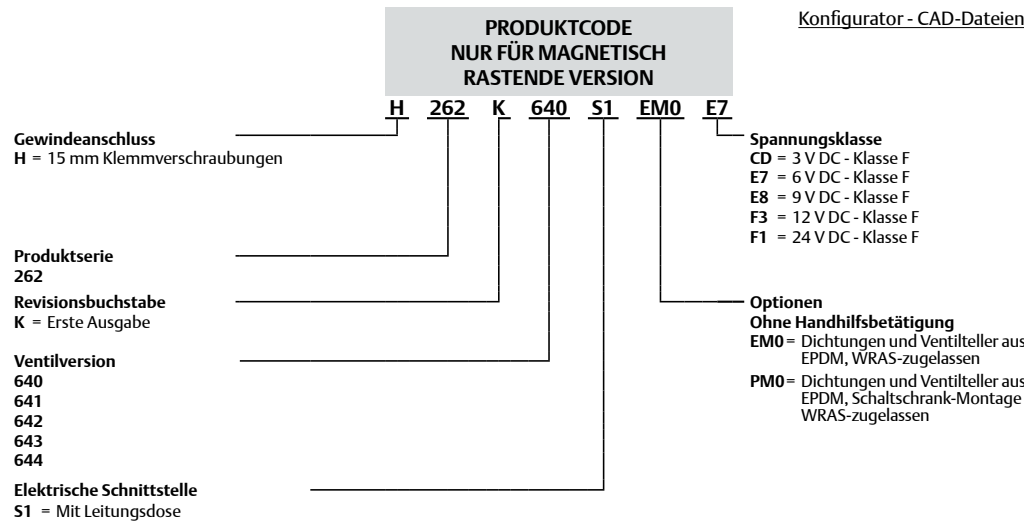 PRODUKTCODE
NUR FÜR MAGNETISCH
RASTENDE VERSION
Konfigurator - CAD-Dateien
H 262 K 640 S1 EM0 E7
Gewindeanschluss
H = 15 mm Klemmverschraubungen
Produktserie
262
Revisionsbuchstabe
K = Erste Ausgabe
Ventilversion
640
641
642
643
644
Elektrische Schnittstelle
S1 = Mit Leitungsdose
Spannungsklasse
CD = 3 V DC - Klasse F
E7 = 6 V DC - Klasse F
E8 = 9 V DC - Klasse F
F3 = 12 V DC - Klasse F
F1 = 24 V DC - Klasse F
Optionen
Ohne Handhilfsbetätigung
EM0 = Dichtungen und Ventilteller aus
EPDM, WRAS-zugelassen
PM0 = Dichtungen und Ventilteller aus
EPDM, Schaltschrank-Montage
WRAS-zugelassen